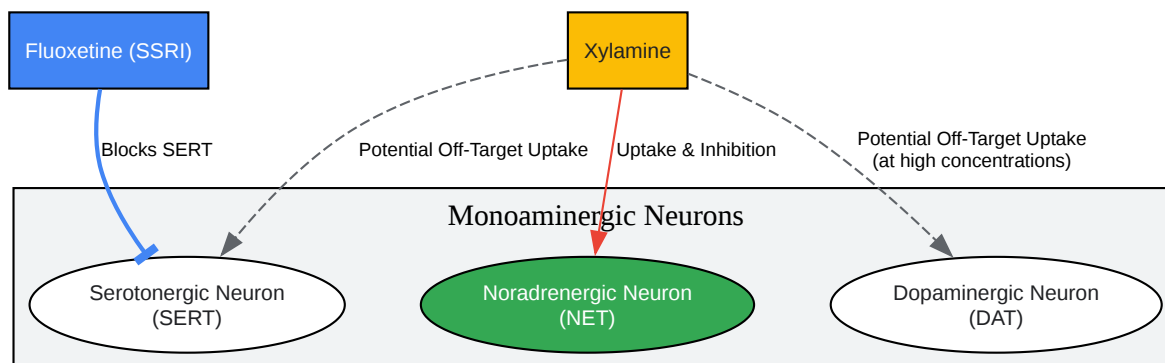 Fluoxetine (SSRI)
Xylamine
Blocks SERT
Potential Off-Target Uptake
Uptake & Inhibition
Potential Off-Target Uptake
(at high concentrations)
Monoaminergic Neurons
Serotonergic Neuron
(SERT)
Noradrenergic Neuron
(NET)
Dopaminergic Neuron
(DAT)